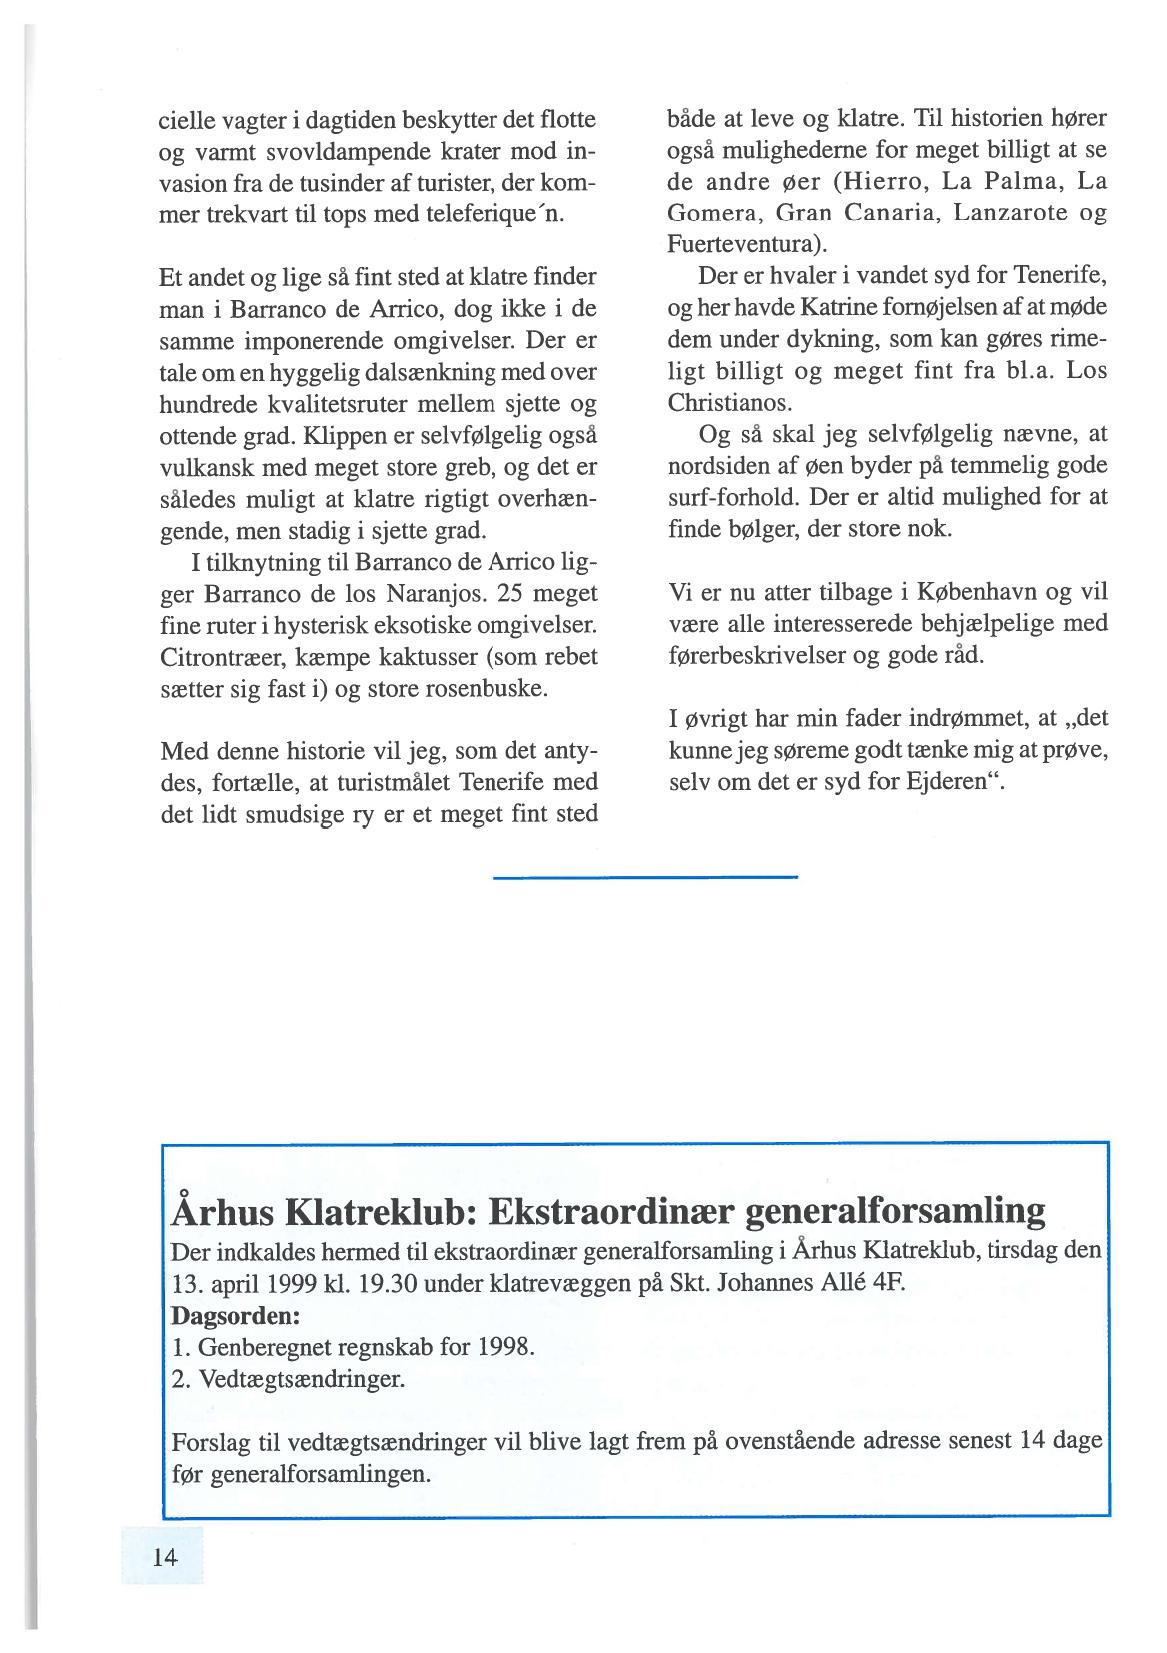 cielle vagter i dagtiden beskytter det flotte
og varmt svovldampende krater mod in-
vasion fra de tusinder af turister, der kom-
mer trekvart til tops med teleferique´n.
Et andet og lige så fint sted at klatre finder
man i Barranco de Arrico, dog ikke i de
samme imponerende omgivelser. Der er
tale om en hyggelig dalsænkning med over
hundrede kvalitetsruter mellem sjette og
ottende grad. Klippen er selvfølgelig også
vulkansk med meget store greb, og det er
således muligt at klatre rigtigt overhæn-
gende, men stadig i sjette grad.
I tilknytning til Barranco de Arrico lig-
ger Barranco de los Naranjos. 25 meget
fine ruter i hysterisk eksotiske omgivelser.
Citrontræer, kæmpe kaktusser (som rebet
sætter sig fast i) og store rosenbuske.
Med denne historie vil jeg, som det anty-
des, fortælle, at turistmålet Tenerife med
det lidt smudsige ry er et meget fint sted
både at leve og klatre. Til historien hører
også mulighederne for meget billigt at se
de andre øer (Hierro, La Palma, La
Gomera, Gran Canaria, Lanzarote og
Fuerteventura).
Der er hvaler i vandet syd for Tenerife,
og her havde Katrine fornøjelsen af at møde
dem under dykning, som kan gøres rime-
ligt billigt og meget fint fra bl.a. Los
Christianos.
Og så skal jeg selvfølgelig nævne, at
nordsiden af øen byder på temmelig gode
surf-forhold. Der er altid mulighed for at
finde bølger, der store nok.
Vi er nu atter tilbage i København og vil
være alle interesserede behjælpelige med
førerbeskrivelser og gode råd.
I øvrigt har min fader indrømmet, at „det
kunne jeg søreme godt tænke mig at prøve,
selv om det er syd for Ejderen“.
Århus Klatreklub: Ekstraordinær generalforsamling
Der indkaldes hermed til ekstraordinær generalforsamling i Århus Klatreklub, tirsdag den
13. april 1999 kl. 19.30 under klatrevæggen på Skt. Johannes Allé 4F.
Dagsorden:
1. Genberegnet regnskab for 1998.
2. Vedtægtsændringer.
Forslag til vedtægtsændringer vil blive lagt frem på ovenstående adresse senest 14 dage
før generalforsamlingen.
14